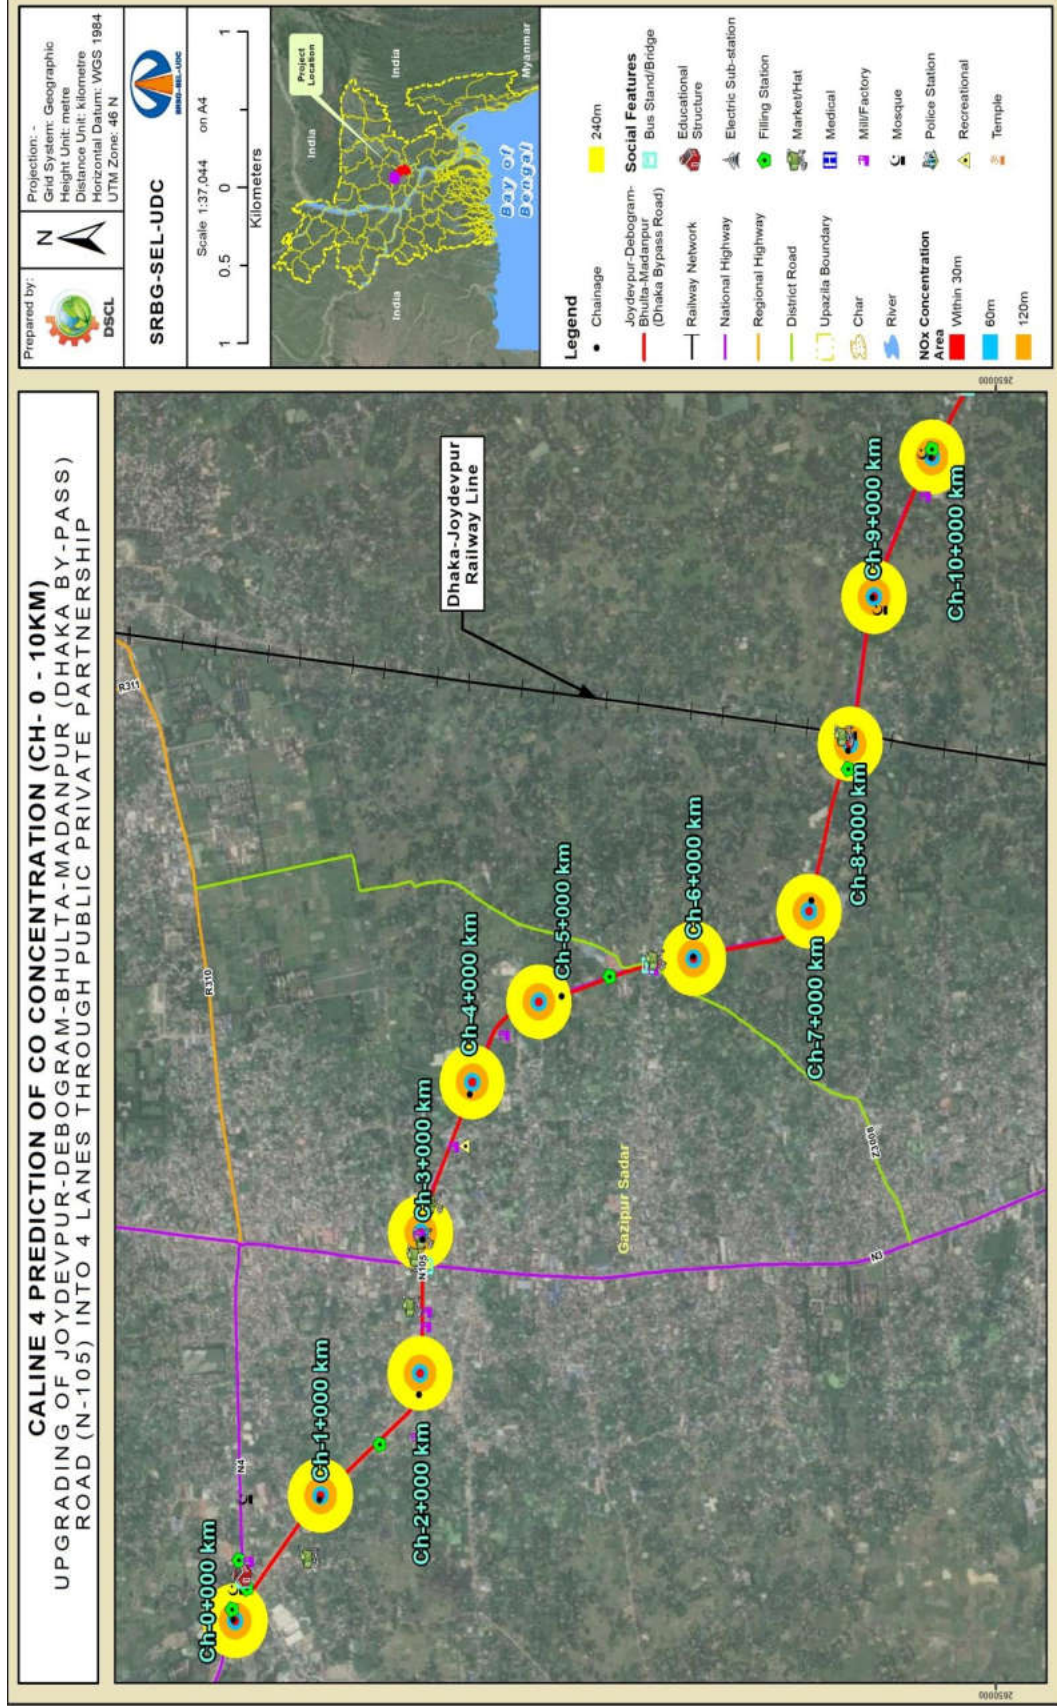 CALINE 4 PREDICTION OF CO CONCENTRATION (CH- 0 - 10KM)
UPGRADING OF JOYDEVPUR-DEBOGRAM-BHULTA-MADANPUR (DHAKA BY-PASS)
ROAD (N-105) INTO 4 LANES THROUGH PUBLIC PRIVATE PARTNERSHIP
R311
R310
N4
N105
N3
Z3008
Dhaka-Joydevpur
Railway Line
Ch-0+000 km
Ch-1+000 km
Ch-2+000 km
Ch-3+000 km
Ch-4+000 km
Ch-5+000 km
Ch-6+000 km
Ch-7+000 km
Ch-8+000 km
Ch-9+000 km
Ch-10+000 km
Gazipur Sadar
2650000
2650000
Prepared by:
DSCL
N
Projection: -
Grid System: Geographic
Height Unit: metre
Distance Unit: kilometre
Horizontal Datum: WGS 1984
UTM Zone: 46 N
SRBG-SEL-UDC
SRBG-SEL-UDC
Scale 1:37,044 on A4
1 0.5 0 1
Kilometers
Project
Location
India
India
India
Myanmar
Bay of
Bengal
Legend
Chainage
Joydevpur-Debogram-
Bhulta-Madanpur
(Dhaka Bypass Road)
Railway Network
National Highway
Regional Highway
District Road
Upazila Boundary
Char
River
NOx Concentration
Area
Within 30m
60m
120m
240m
Social Features
Bus Stand/Bridge
Educational
Structure
Electric Sub-station
Filling Station
Market/Hat
Medical
Mill/Factory
Mosque
Police Station
Recreational
Temple